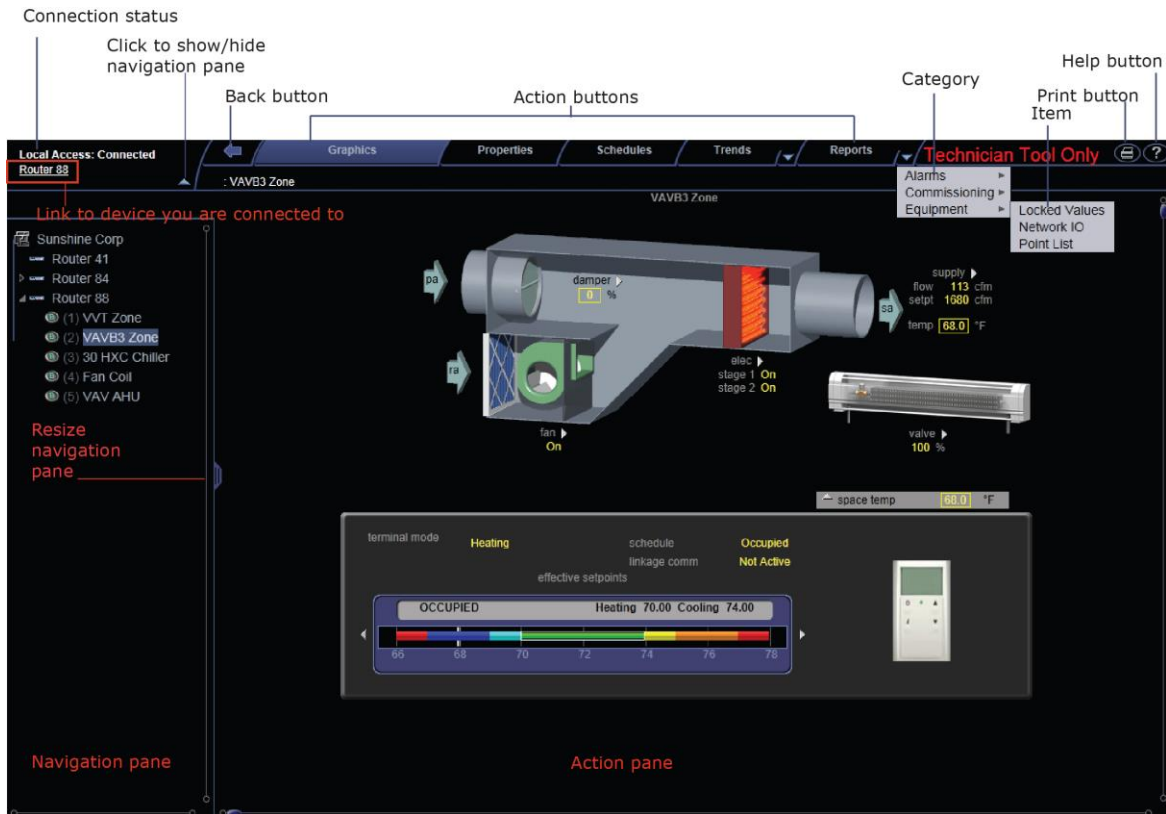 Connection status
Click to show/hide
navigation pane
Back button
Action buttons
Category
Help button
Print button
Item
Local Access: Connected
Router 88
Graphics
Properties
Schedules
Trends
Reports
Technician Tool Only
?
: VAVB3 Zone
Link to device you are connected to
VAVB3 Zone
Alarms
Commissioning
Equipment
Locked Values
Network IO
Point List
Sunshine Corp
Router 41
Router 84
Router 88
(1) VVT Zone
(2) VAVB3 Zone
(3) 30 HXC Chiller
(4) Fan Coil
(5) VAV AHU
Resize
navigation
pane
pa
damper
0 %
sa
supply
flow 113 cfm
setpt 1680 cfm
temp 68.0 °F
ra
elec
stage 1 On
stage 2 On
fan
On
valve
100 %
space temp 68.0 °F
terminal mode Heating
schedule Occupied
linkage comm Not Active
effective setpoints
OCCUPIED Heating 70.00 Cooling 74.00
66 68 70 72 74 76 78
Navigation pane
Action pane